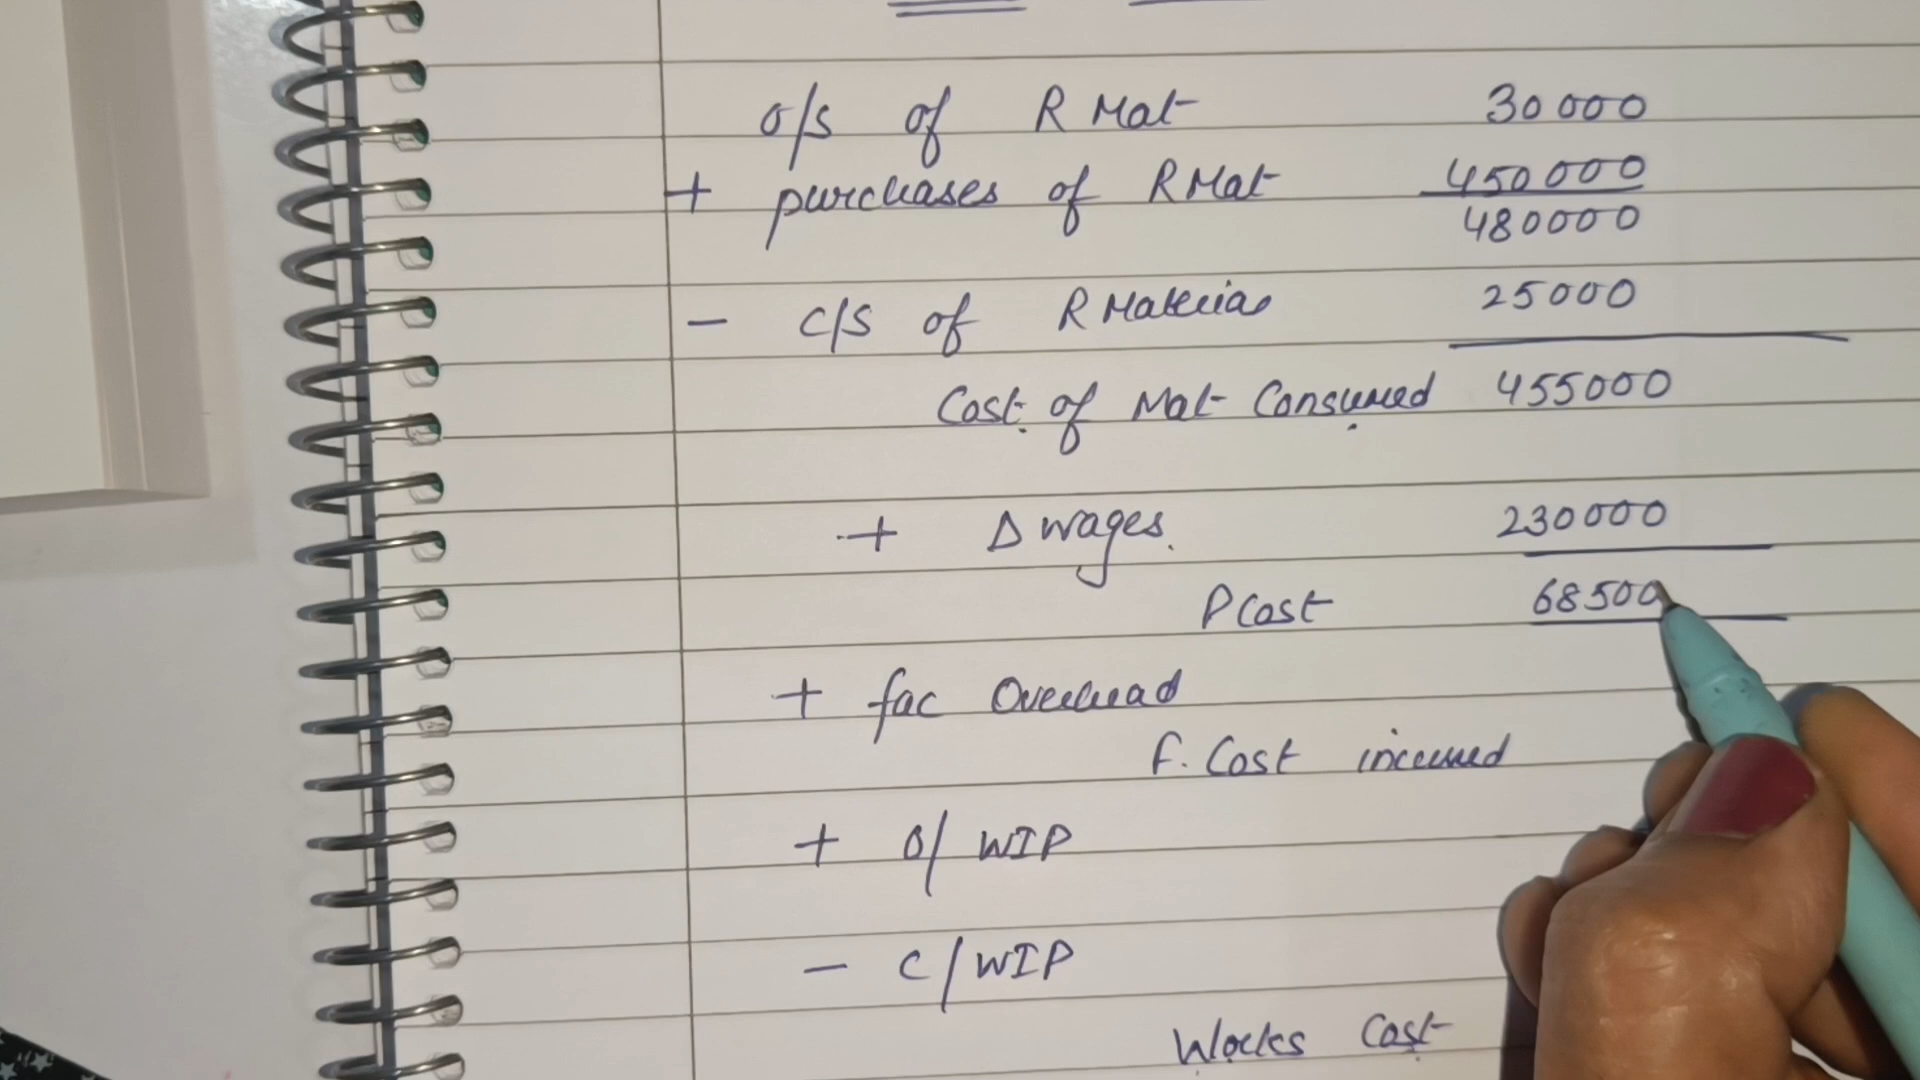 o/s of R Mat 30000
+ purchases of R Mat 450000
480000
- c/s of R Material 25000
Cost of Mat Consumed 455000
+ D wages. 230000
P Cost 68500
+ fac Overhead
F. Cost incurred
+ O/ WIP
- C/ WIP
Works Cost